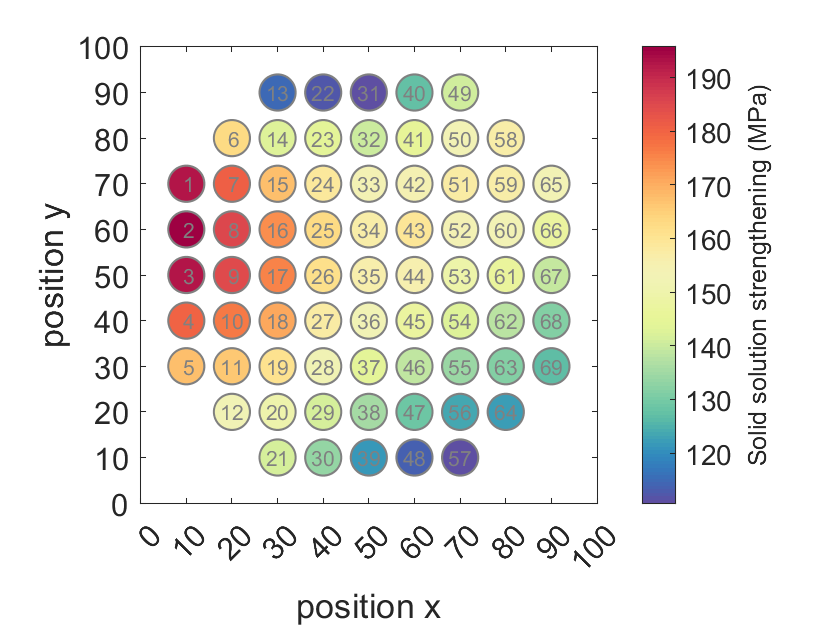 100
90 13 22 31 40 49 190
80 6 14 23 32 41 50 58 180
70 1 7 15 24 33 42 51 59 65 170
60 2 8 16 25 34 43 52 60 66 160
50 3 9 17 26 35 44 53 61 67 150
40 4 10 18 27 36 45 54 62 68 140
30 5 11 19 28 37 46 55 63 69 130
20 12 20 29 38 47 56 64 120
10 21 30 39 48 57
0
0 10 20 30 40 50 60 70 80 90 100
position x
position y
Solid solution strengthening (MPa)